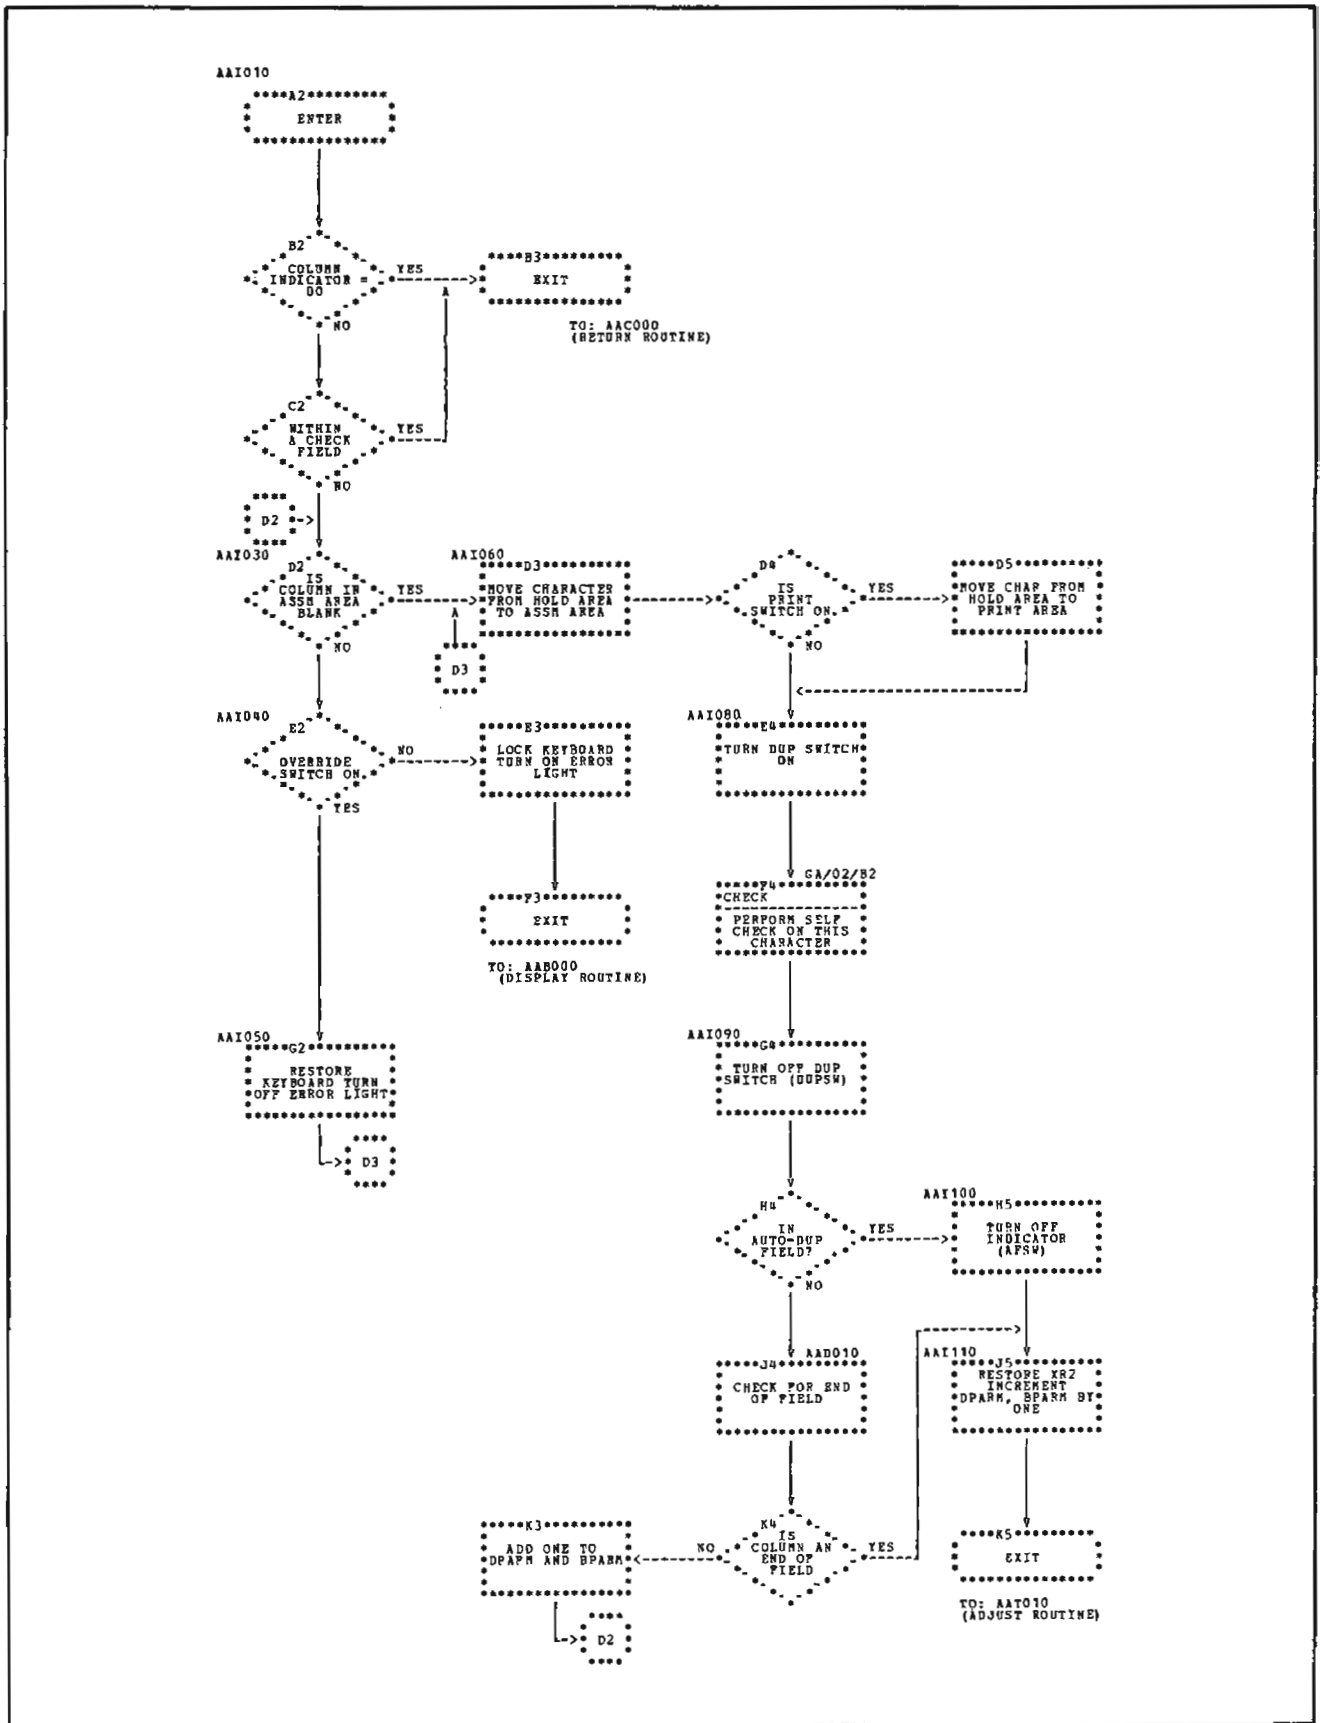 AAI010
A2
ENTER
B2
COLUMN
INDICATOR =
DO
YES
NO
B3
EXIT
TO: AAC000
(RETURN ROUTINE)
C2
WITHIN
A CHECK
FIELD
YES
NO
D2
AAI030
D2
IS
COLUMN IN
ASSM AREA
BLANK
YES
NO
AAI060
D3
MOVE CHARACTER
FROM HOLD AREA
TO ASSM AREA
D3
D4
IS
PRINT
SWITCH ON
YES
NO
D5
MOVE CHAR FROM
HOLD AREA TO
PRINT AREA
AAI040
E2
OVERRIDE
SWITCH ON
NO
YES
E3
LOCK KEYBOARD
TURN ON ERROR
LIGHT
AAI080
E4
TURN DUP SWITCH
ON
F3
EXIT
TO: AAB000
(DISPLAY ROUTINE)
GA/02/B2
F4
CHECK
PERFORM SELF
CHECK ON THIS
CHARACTER
AAI050
G2
RESTORE
KEYBOARD TURN
OFF ERROR LIGHT
D3
AAI090
G4
TURN OFF DUP
SWITCH (DUPSW)
H4
IN
AUTO-DUP
FIELD?
YES
NO
AAI100
H5
TURN OFF
INDICATOR
(AFSW)
AAD010
J4
CHECK FOR END
OF FIELD
AAI110
J5
RESTORE XR2
INCREMENT
DPARM, BPARM BY
ONE
K3
ADD ONE TO
DPARM AND BPARM
NO
K4
IS
COLUMN AN
END OF
FIELD
YES
K5
EXIT
TO: AAT010
(ADJUST ROUTINE)
D2